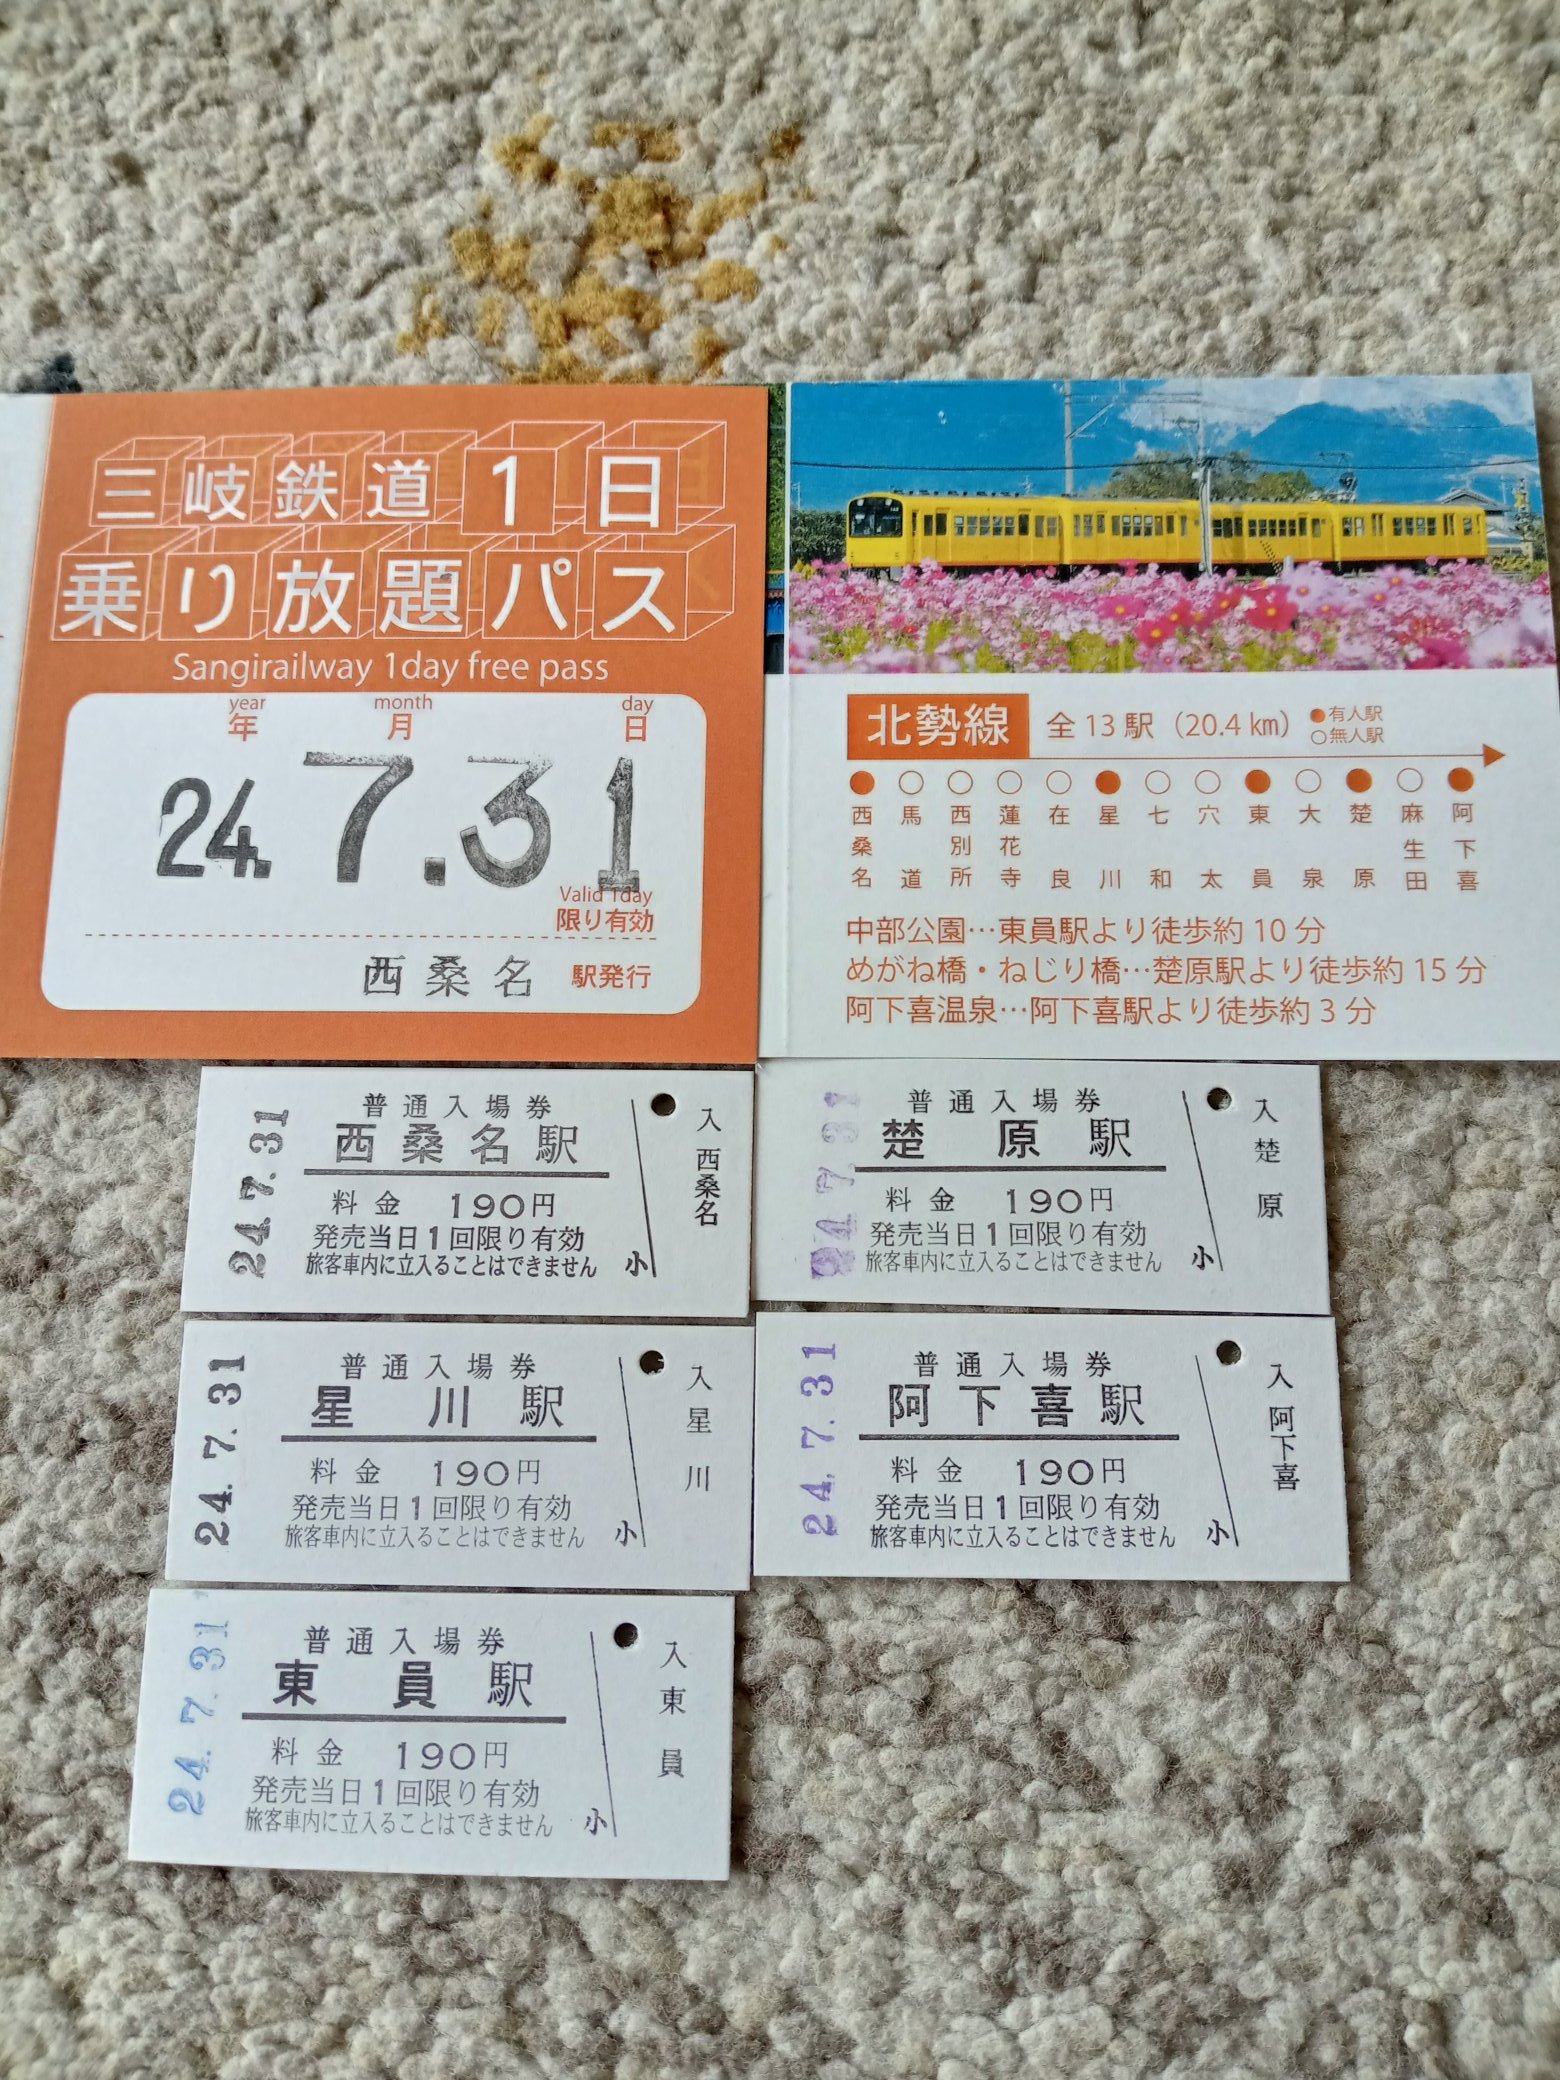 三岐鉄道1日
乗り放題パス
Sangirailway 1day free pass
year month day
年 月 日
24. 7.31
Valid 1day
限り有効
西桑名 駅発行
北勢線 全13駅（20.4㎞） ●有人駅
○無人駅
西桑名 馬道 西別所 蓮花寺 在良 星川 七和 穴太 東員 大泉 楚原 麻生田 阿下喜
中部公園…東員駅より徒歩約10分
めがね橋・ねじり橋…楚原駅より徒歩約15分
阿下喜温泉…阿下喜駅より徒歩約3分
24.7.31
普通入場券
西桑名駅
料金 190円
発売当日1回限り有効
旅客車内に立入ることはできません
小
入 西桑名
24.7.31
普通入場券
楚原駅
料金 190円
発売当日1回限り有効
旅客車内に立入ることはできません
小
入 楚原
24.7.31
普通入場券
星川駅
料金 190円
発売当日1回限り有効
旅客車内に立入ることはできません
小
入 星川
24.7.31
普通入場券
阿下喜駅
料金 190円
発売当日1回限り有効
旅客車内に立入ることはできません
小
入 阿下喜
24.7.31
普通入場券
東員駅
料金 190円
発売当日1回限り有効
旅客車内に立入ることはできません
小
入 東員